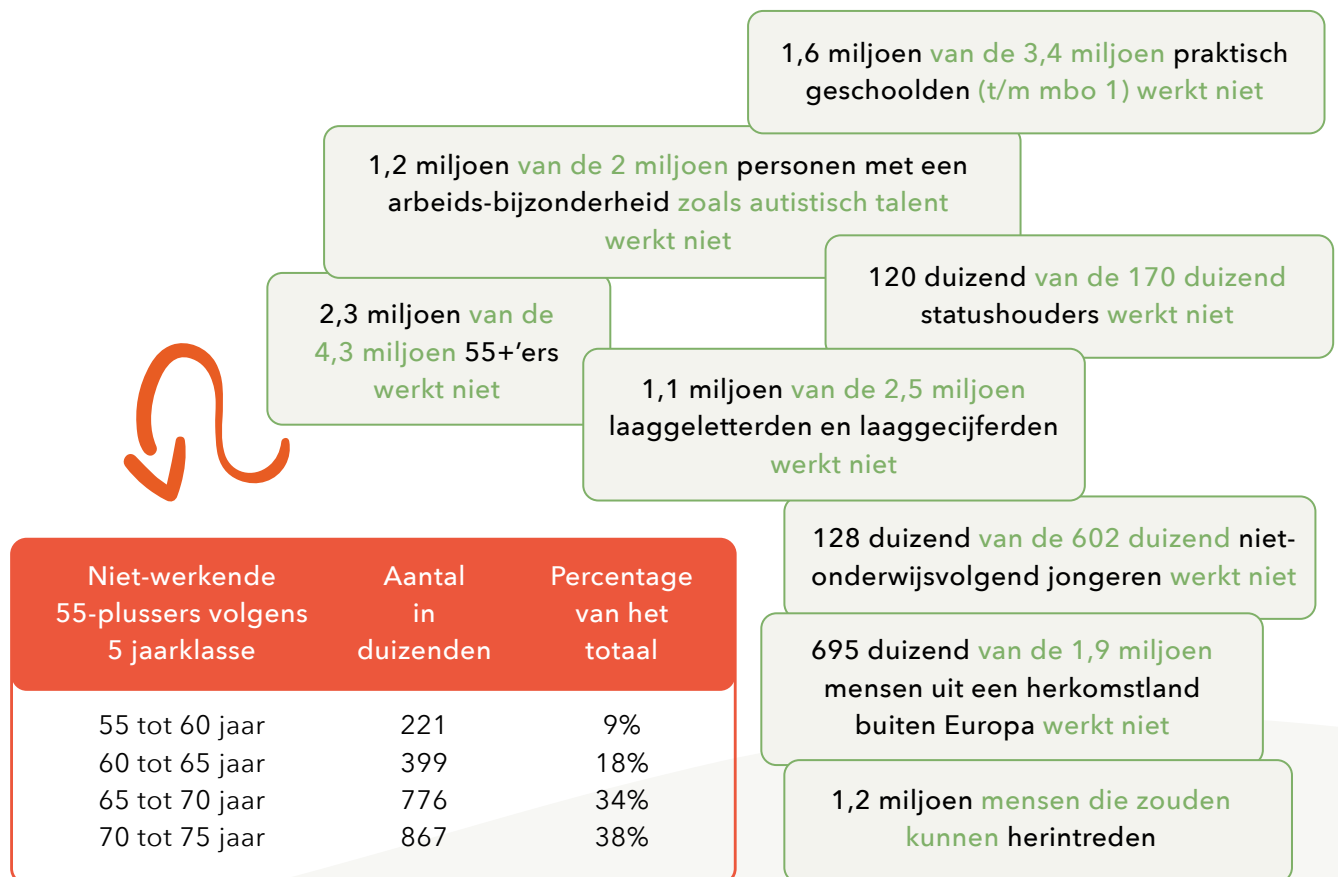 1,6 miljoen van de 3,4 miljoen praktisch
geschoolden (t/m mbo 1) werkt niet
1,2 miljoen van de 2 miljoen personen met een
arbeids-bijzonderheid zoals autistisch talent
werkt niet
120 duizend van de 170 duizend
statushouders werkt niet
2,3 miljoen van de
4,3 miljoen 55+'ers
werkt niet
1,1 miljoen van de 2,5 miljoen
laaggeletterden en laaggecijferden
werkt niet
128 duizend van de 602 duizend niet-
onderwijsvolgend jongeren werkt niet
695 duizend van de 1,9 miljoen
mensen uit een herkomstland
buiten Europa werkt niet
1,2 miljoen mensen die zouden
kunnen herintreden
Niet-werkende Aantal Percentage
55-plussers volgens in van het
5 jaarklasse duizenden totaal
55 tot 60 jaar 221 9%
60 tot 65 jaar 399 18%
65 tot 70 jaar 776 34%
70 tot 75 jaar 867 38%